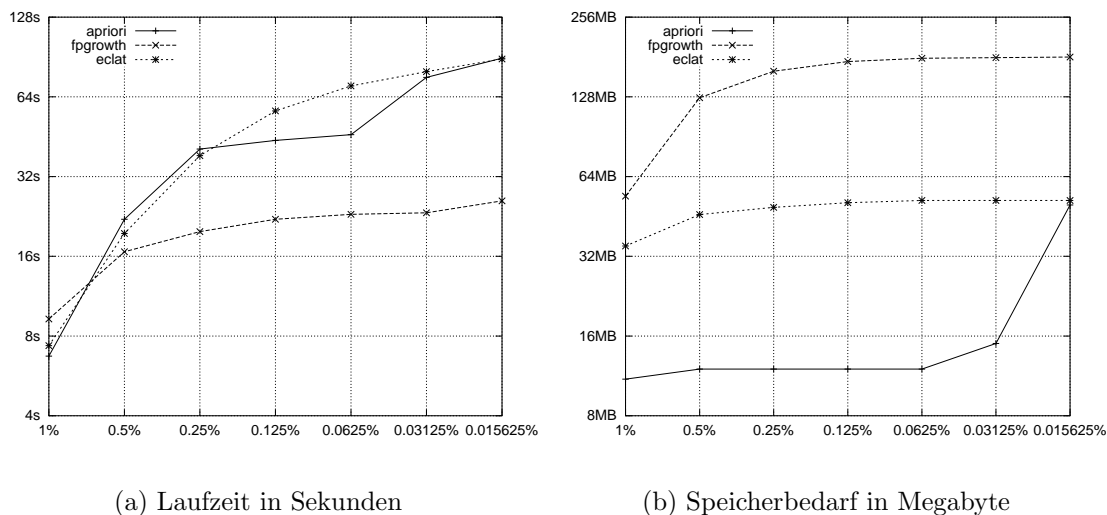 128s
64s
32s
16s
8s
4s
1% 0.5% 0.25% 0.125% 0.0625% 0.03125% 0.015625%
apriori
fpgrowth
eclat
(a) Laufzeit in Sekunden
256MB
128MB
64MB
32MB
16MB
8MB
1% 0.5% 0.25% 0.125% 0.0625% 0.03125% 0.015625%
apriori
fpgrowth
eclat
(b) Speicherbedarf in Megabyte